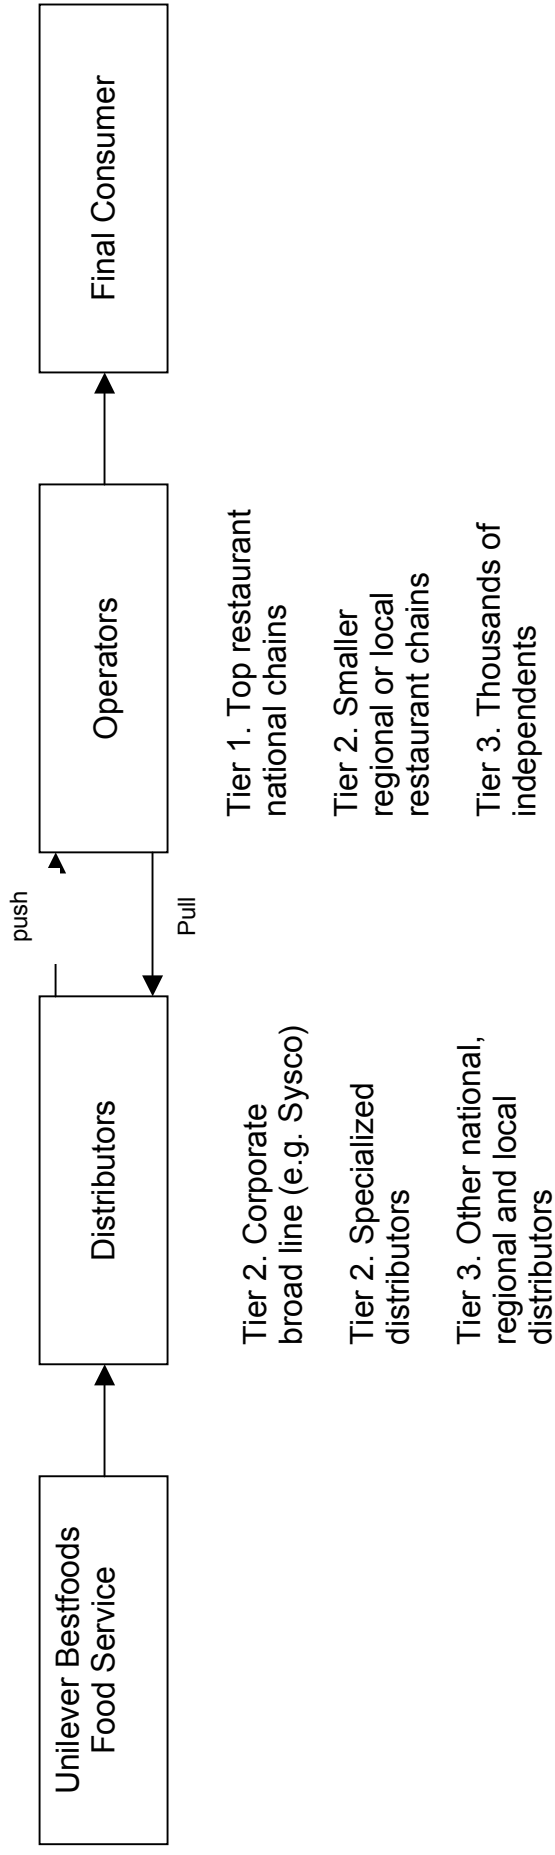 Unilever Bestfoods
Food Service
Distributors
push
Pull
Operators
Final Consumer
Tier 2. Corporate
broad line (e.g. Sysco)
Tier 2. Specialized
distributors
Tier 3. Other national,
regional and local
distributors
Tier 1. Top restaurant
national chains
Tier 2. Smaller
regional or local
restaurant chains
Tier 3. Thousands of
independents